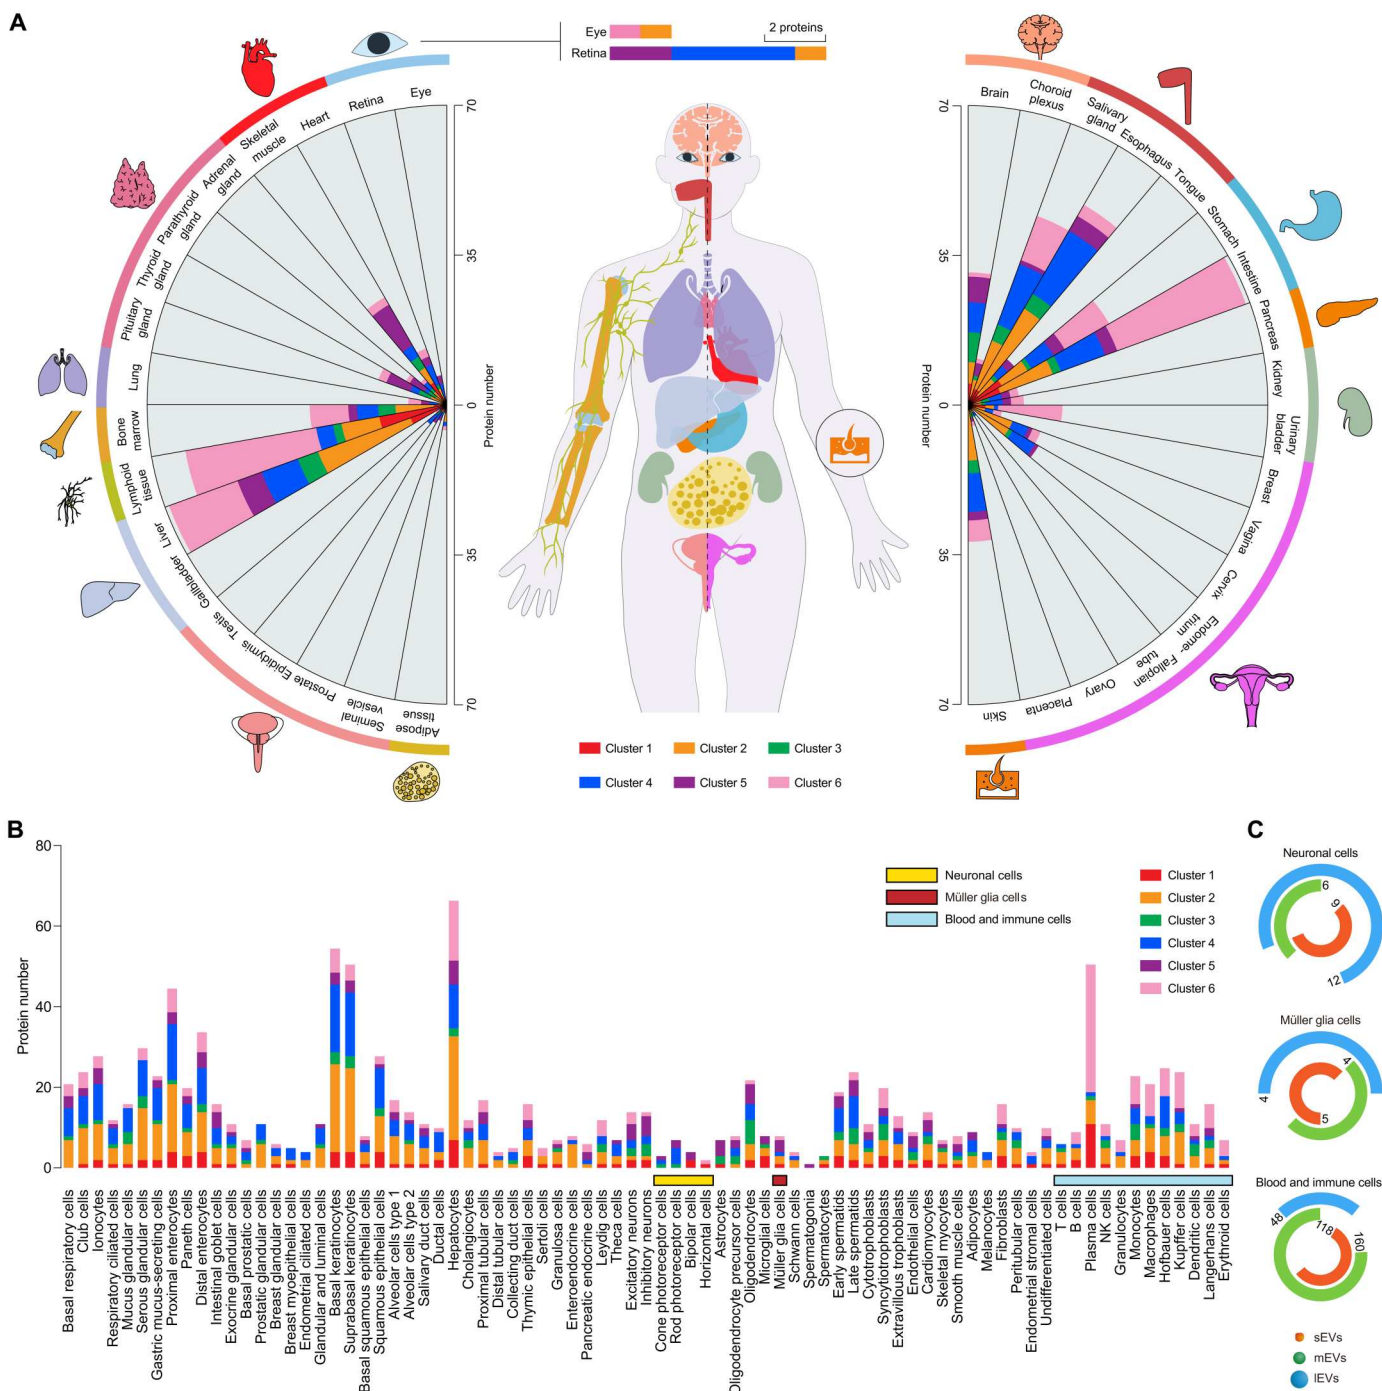 A
Eye
2 proteins
Retina
70
35
0
35
70
Protein number
Eye
Retina
Heart
Skeletal
muscle
Adrenal
gland
Parathyroid
gland
Thyroid
gland
Pituitary
gland
Lung
Bone
marrow
Lymphoid
tissue
Liver
Gallbladder
Testis
Epididymis
Prostate
Seminal
vesicle
Adipose
tissue
70
35
0
35
70
Protein number
Brain
Choroid
plexus
Salivary
gland
Esophagus
Tongue
Stomach
Intestine
Pancreas
Kidney
Urinary
bladder
Breast
Vagina
Cervix
Endome-
trium
Fallopian
tube
Ovary
Placenta
Skin
Cluster 1
Cluster 2
Cluster 3
Cluster 4
Cluster 5
Cluster 6
B
Protein number
80
60
40
20
0
Neuronal cells
Müller glia cells
Blood and immune cells
Cluster 1
Cluster 2
Cluster 3
Cluster 4
Cluster 5
Cluster 6
Basal respiratory cells
Club cells
Ionocytes
Respiratory ciliated cells
Mucus glandular cells
Serous glandular cells
Gastric mucus-secreting cells
Proximal enterocytes
Paneth cells
Distal enterocytes
Intestinal goblet cells
Exocrine glandular cells
Basal prostatic cells
Prostatic glandular cells
Breast glandular cells
Breast myoepithelial cells
Endometrial ciliated cells
Glandular and luminal cells
Basal keratinocytes
Suprabasal keratinocytes
Basal squamous epithelial cells
Squamous epithelial cells
Alveolar cells type 1
Alveolar cells type 2
Salivary duct cells
Ductal cells
Hepatocytes
Cholangiocytes
Proximal tubular cells
Distal tubular cells
Collecting duct cells
Thymic epithelial cells
Sertoli cells
Granulosa cells
Enteroendocrine cells
Pancreatic endocrine cells
Leydig cells
Theca cells
Excitatory neurons
Inhibitory neurons
Cone photoreceptor cells
Rod photoreceptor cells
Bipolar cells
Horizontal cells
Astrocytes
Oligodendrocyte precursor cells
Oligodendrocytes
Microglial cells
Müller glia cells
Schwann cells
Spermatogonia
Spermatocytes
Early spermatids
Late spermatids
Cytotrophoblasts
Syncytiotrophoblasts
Extravillous trophoblasts
Endothelial cells
Cardiomyocytes
Skeletal myocytes
Smooth muscle cells
Adipocytes
Melanocytes
Fibroblasts
Peritubular cells
Endometrial stromal cells
Undifferentiated cells
T cells
B cells
Plasma cells
NK cells
Granulocytes
Monocytes
Macrophages
Hofbauer cells
Kupffer cells
Dendritic cells
Langerhans cells
Erythroid cells
C
Neuronal cells
6
9
12
Müller glia cells
4
4
5
Blood and immune cells
48
118
160
sEVs
mEVs
lEVs